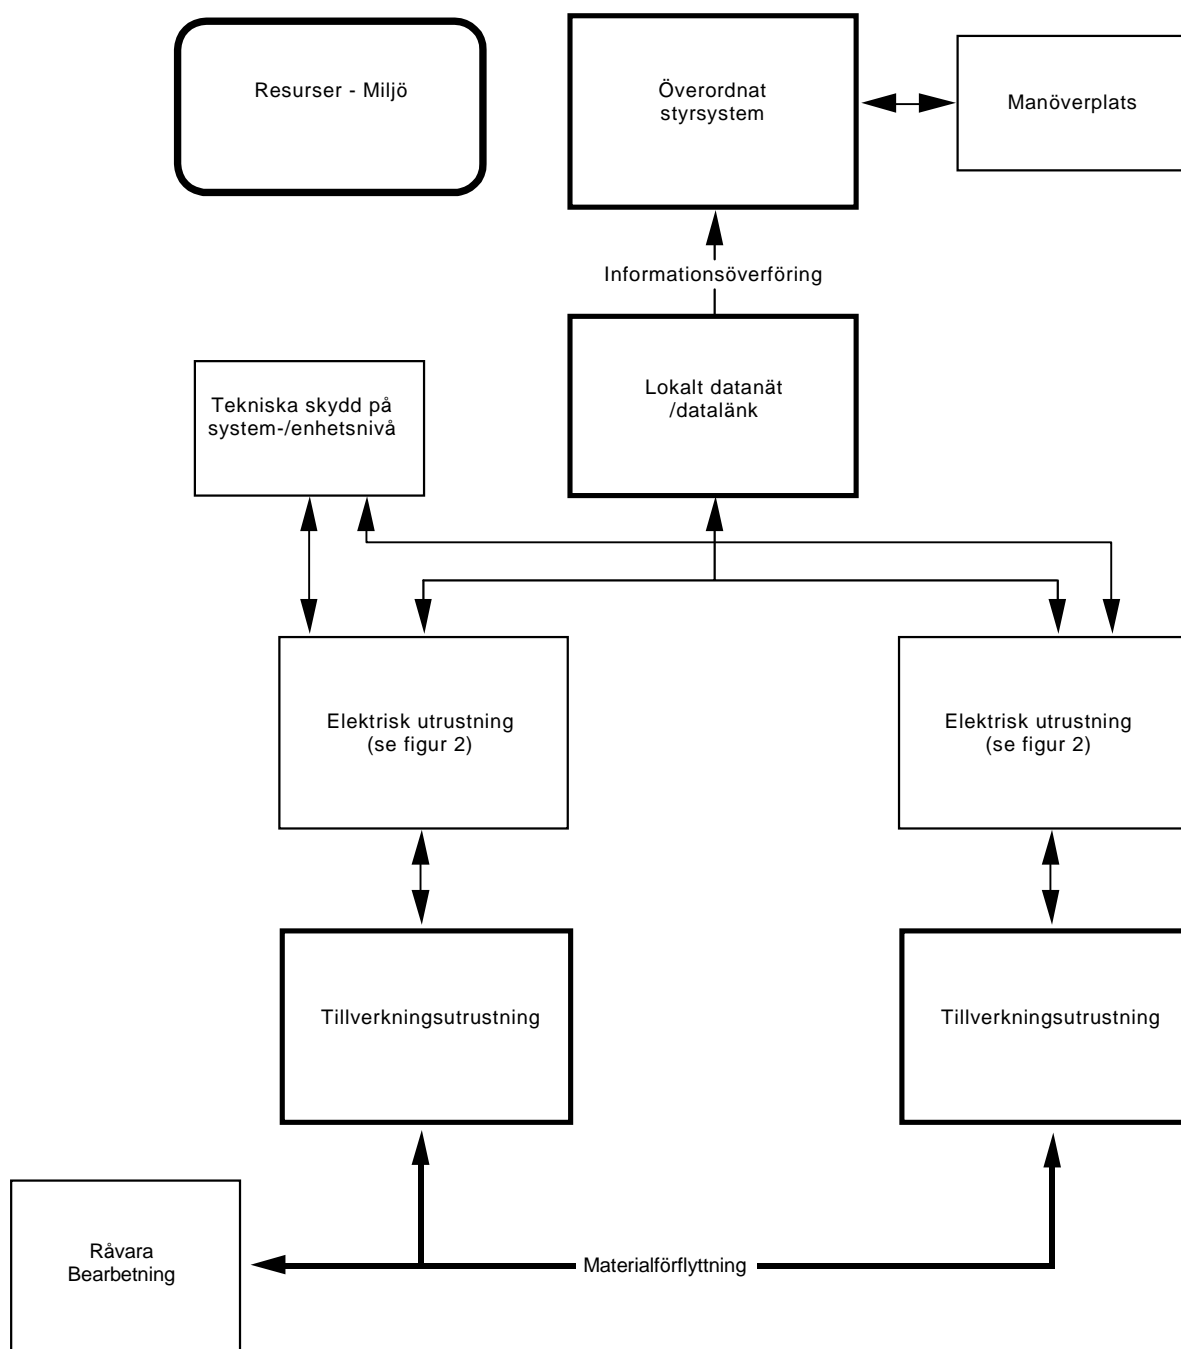 Resurser - Miljö
Överordnat
styrsystem
Manöverplats
Informationsöverföring
Lokalt datanät
/datalänk
Tekniska skydd på
system-/enhetsnivå
Elektrisk utrustning
(se figur 2)
Elektrisk utrustning
(se figur 2)
Tillverkningsutrustning
Tillverkningsutrustning
Råvara
Bearbetning
Materialförflyttning